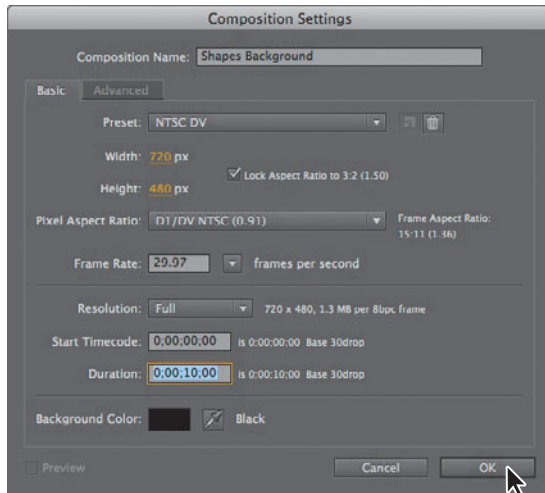 Composition Settings
Composition Name: Shapes Background
Basic Advanced
Preset: NTSC DV
Width: 720 px
Lock Aspect Ratio to 3:2 (1.50)
Height: 480 px
Pixel Aspect Ratio: D1/DV NTSC (0.91) Frame Aspect Ratio:
15:11 (1.36)
Frame Rate: 29.97 frames per second
Resolution: Full 720 x 480, 1.3 MB per 8bpc frame
Start Timecode: 0;00;00;00 is 0;00;00;00 Base 30drop
Duration: 0;00;10;00 is 0;00;10;00 Base 30drop
Background Color: Black
Preview Cancel OK